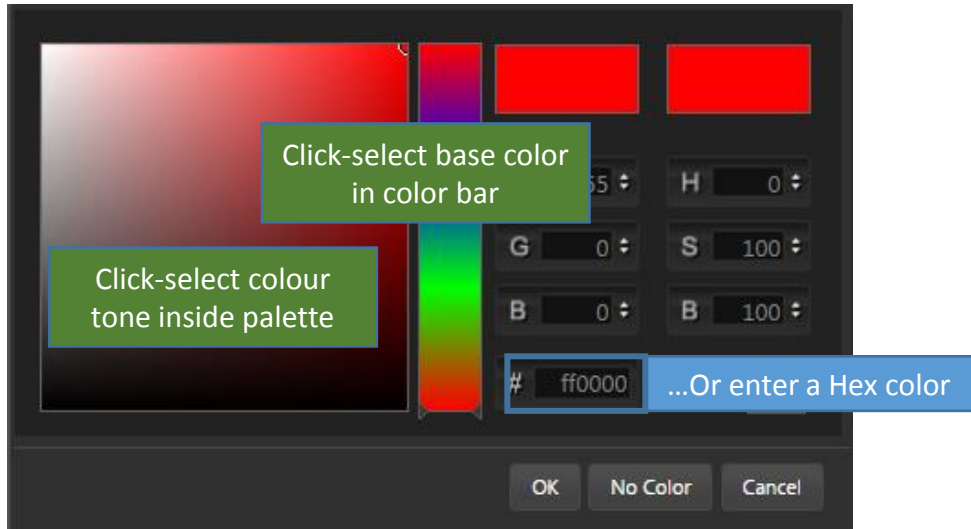 Click-select base color
in color bar
55
H 0
Click-select colour
tone inside palette
G 0
S 100
B 0
B 100
# ff0000
...Or enter a Hex color
OK No Color Cancel